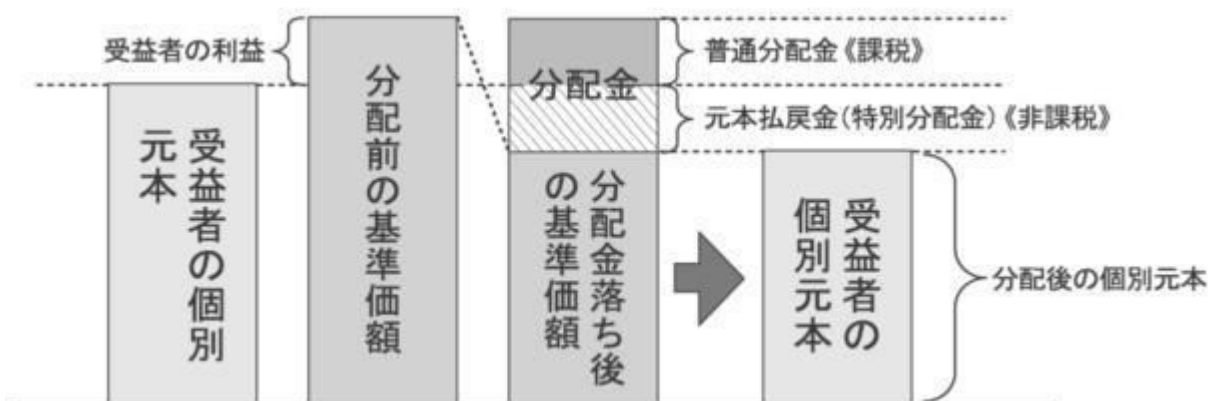 受益者の利益
受益者の個別
元本
分配前の基準価額
分配金
分配金落ち後
の基準価額
普通分配金《課税》
元本払戻金(特別分配金)《非課税》
受益者の
個別元本
分配後の個別元本